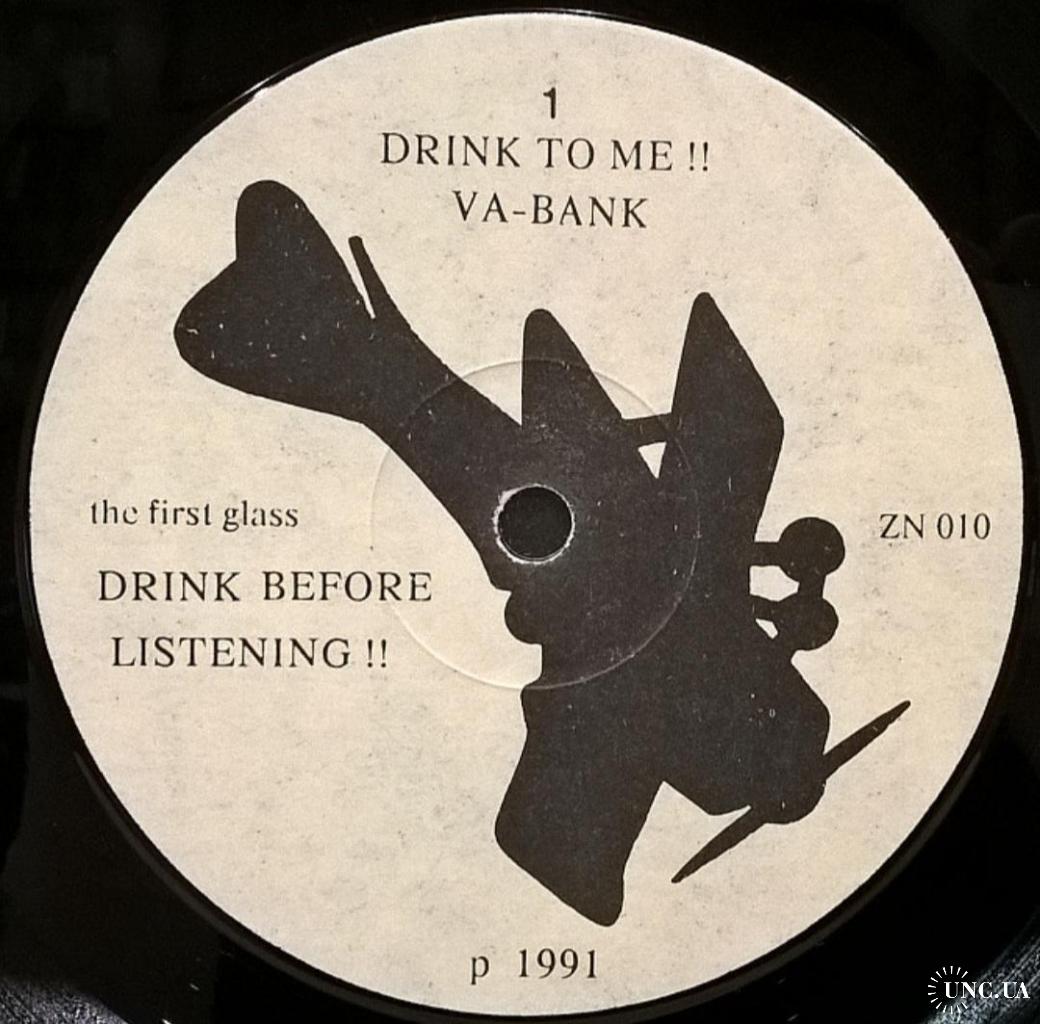 1
DRINK TO ME !!
VA-BANK
the first glass
ZN 010
DRINK BEFORE
LISTENING !!
p 1991
UNC.UA